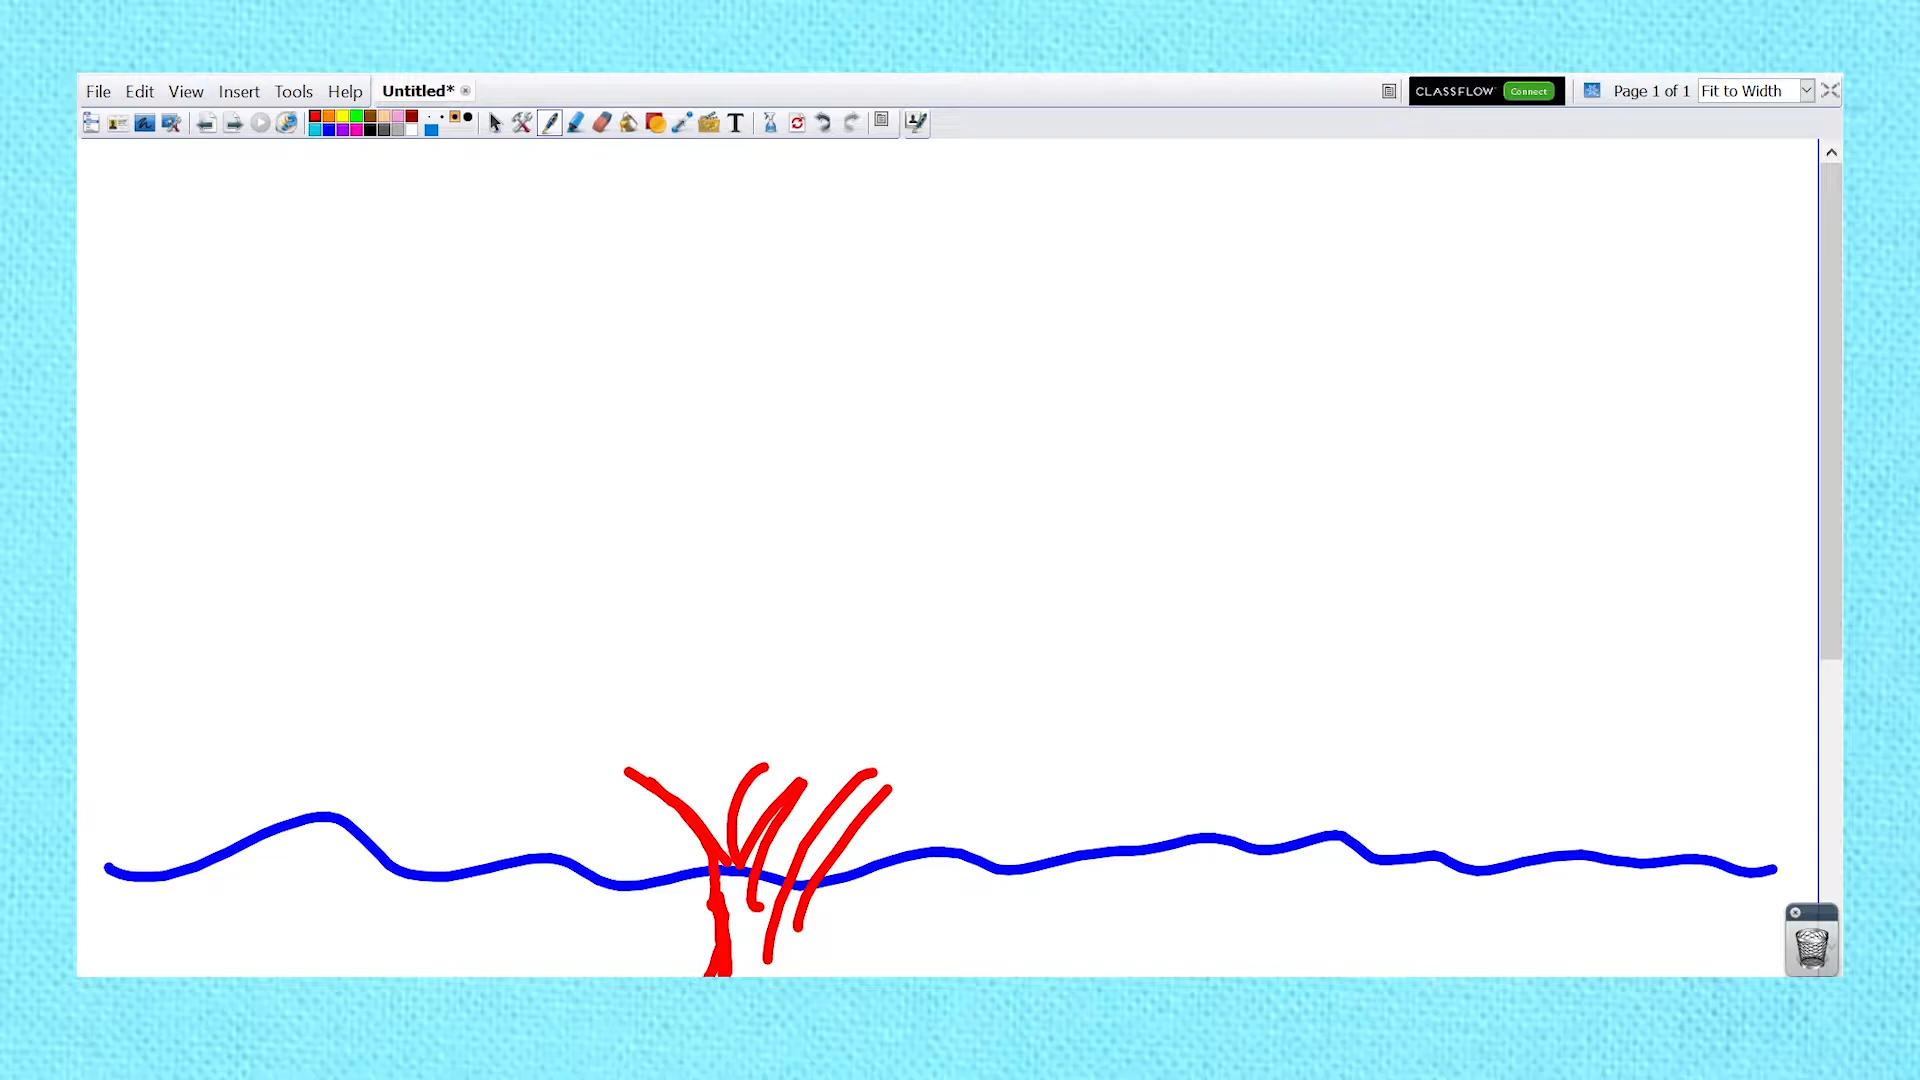 File Edit View Insert Tools Help Untitled* CLASSFLOW Connect Page 1 of 1 Fit to Width
T